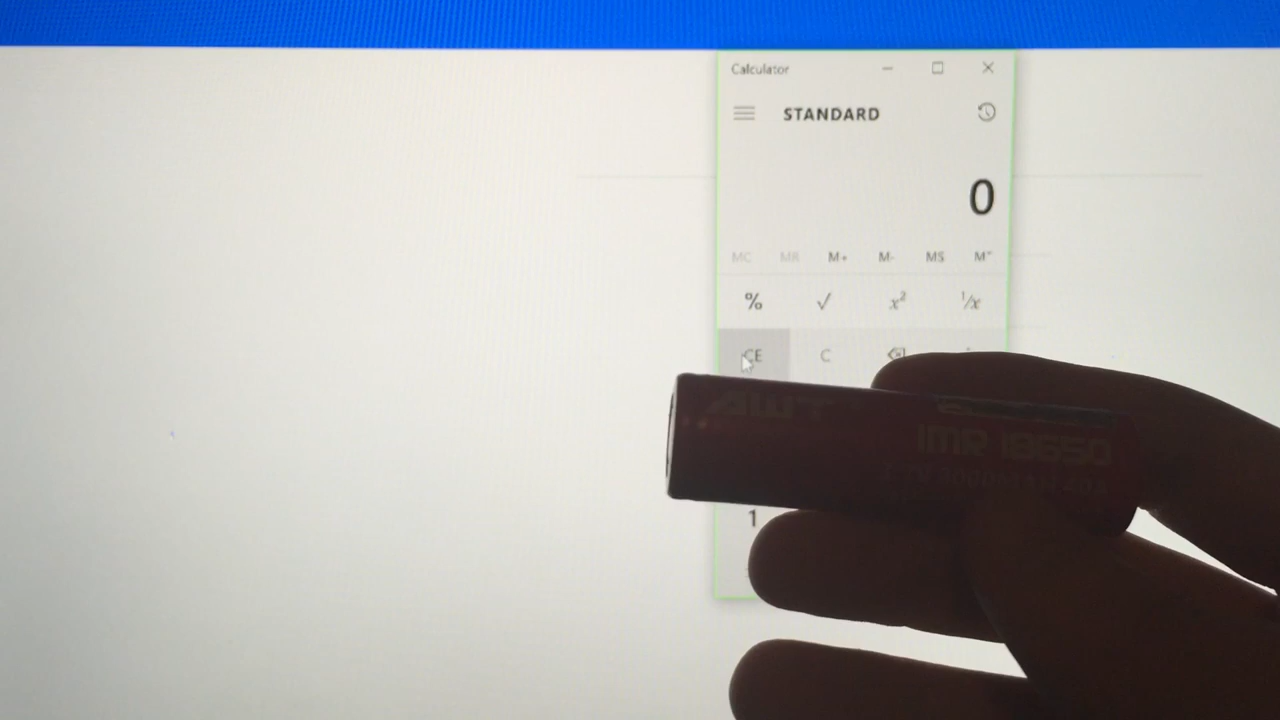 Calculator
STANDARD
0
MC MR M+ M- MS M˅
% √ x² ¹/x
CE C
AWT
IMR 18650
1